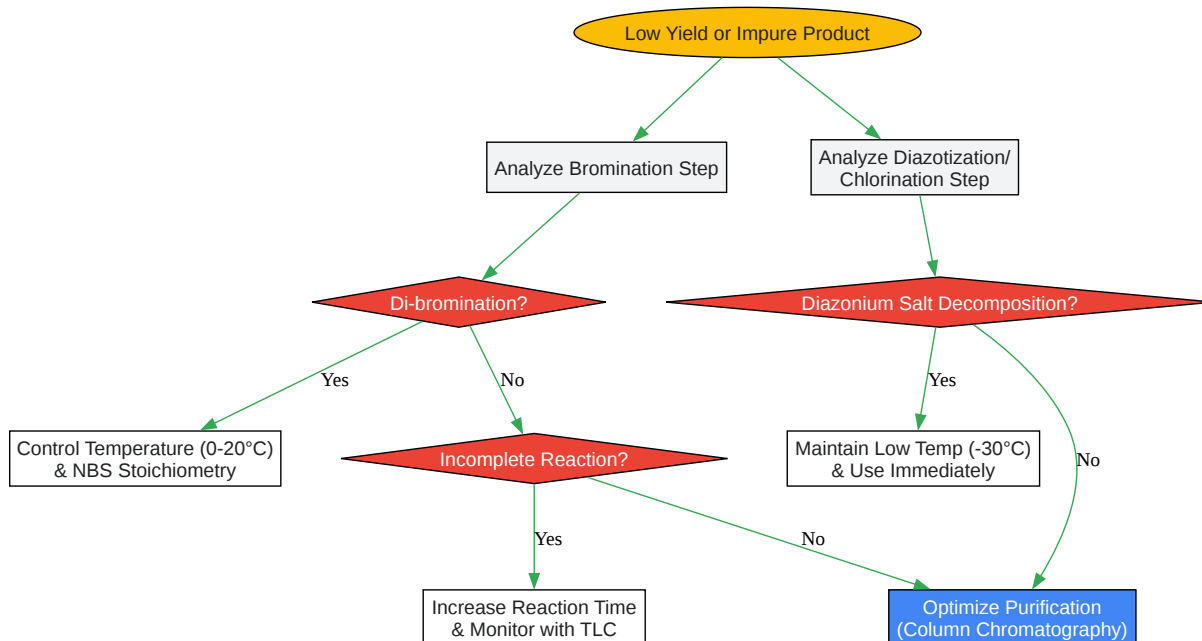 Low Yield or Impure Product
Analyze Bromination Step
Analyze Diazotization/
Chlorination Step
Di-bromination?
Diazonium Salt Decomposition?
Yes
No
Yes
No
Control Temperature (0-20°C)
& NBS Stoichiometry
Incomplete Reaction?
Maintain Low Temp (-30°C)
& Use Immediately
Yes
No
Increase Reaction Time
& Monitor with TLC
Optimize Purification
(Column Chromatography)